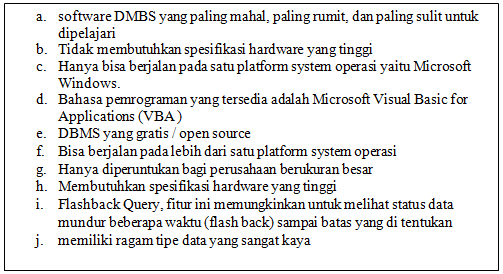 a. software DMBS yang paling mahal, paling rumit, dan paling sulit untuk
dipelajari
b. Tidak membutuhkan spesifikasi hardware yang tinggi
c. Hanya bisa berjalan pada satu platform system operasi yaitu Microsoft
Windows.
d. Bahasa pemrograman yang tersedia adalah Microsoft Visual Basic for
Applications (VBA )
e. DBMS yang gratis / open source
f. Bisa berjalan pada lebih dari satu platform system operasi
g. Hanya diperuntukan bagi perusahaan berukuran besar
h. Membutuhkan spesifikasi hardware yang tinggi
i. Flashback Query, fitur ini memungkinkan untuk melihat status data
mundur beberapa waktu (flash back) sampai batas yang di tentukan
j. memiliki ragam tipe data yang sangat kaya